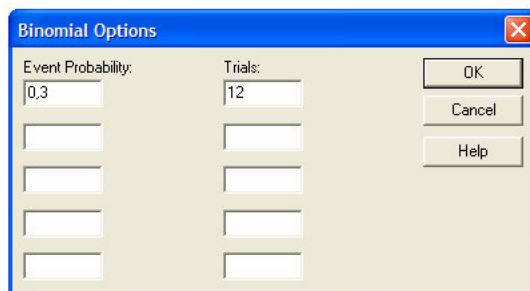 Binomial Options
Event Probability: Trials:
0,3 12
OK
Cancel
Help